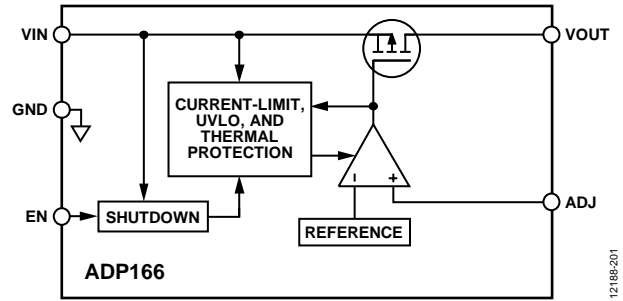 VIN
VOUT
GND
CURRENT-LIMIT,
UVLO, AND
THERMAL
PROTECTION
–
+
EN
SHUTDOWN
ADJ
REFERENCE
ADP166
12188-201